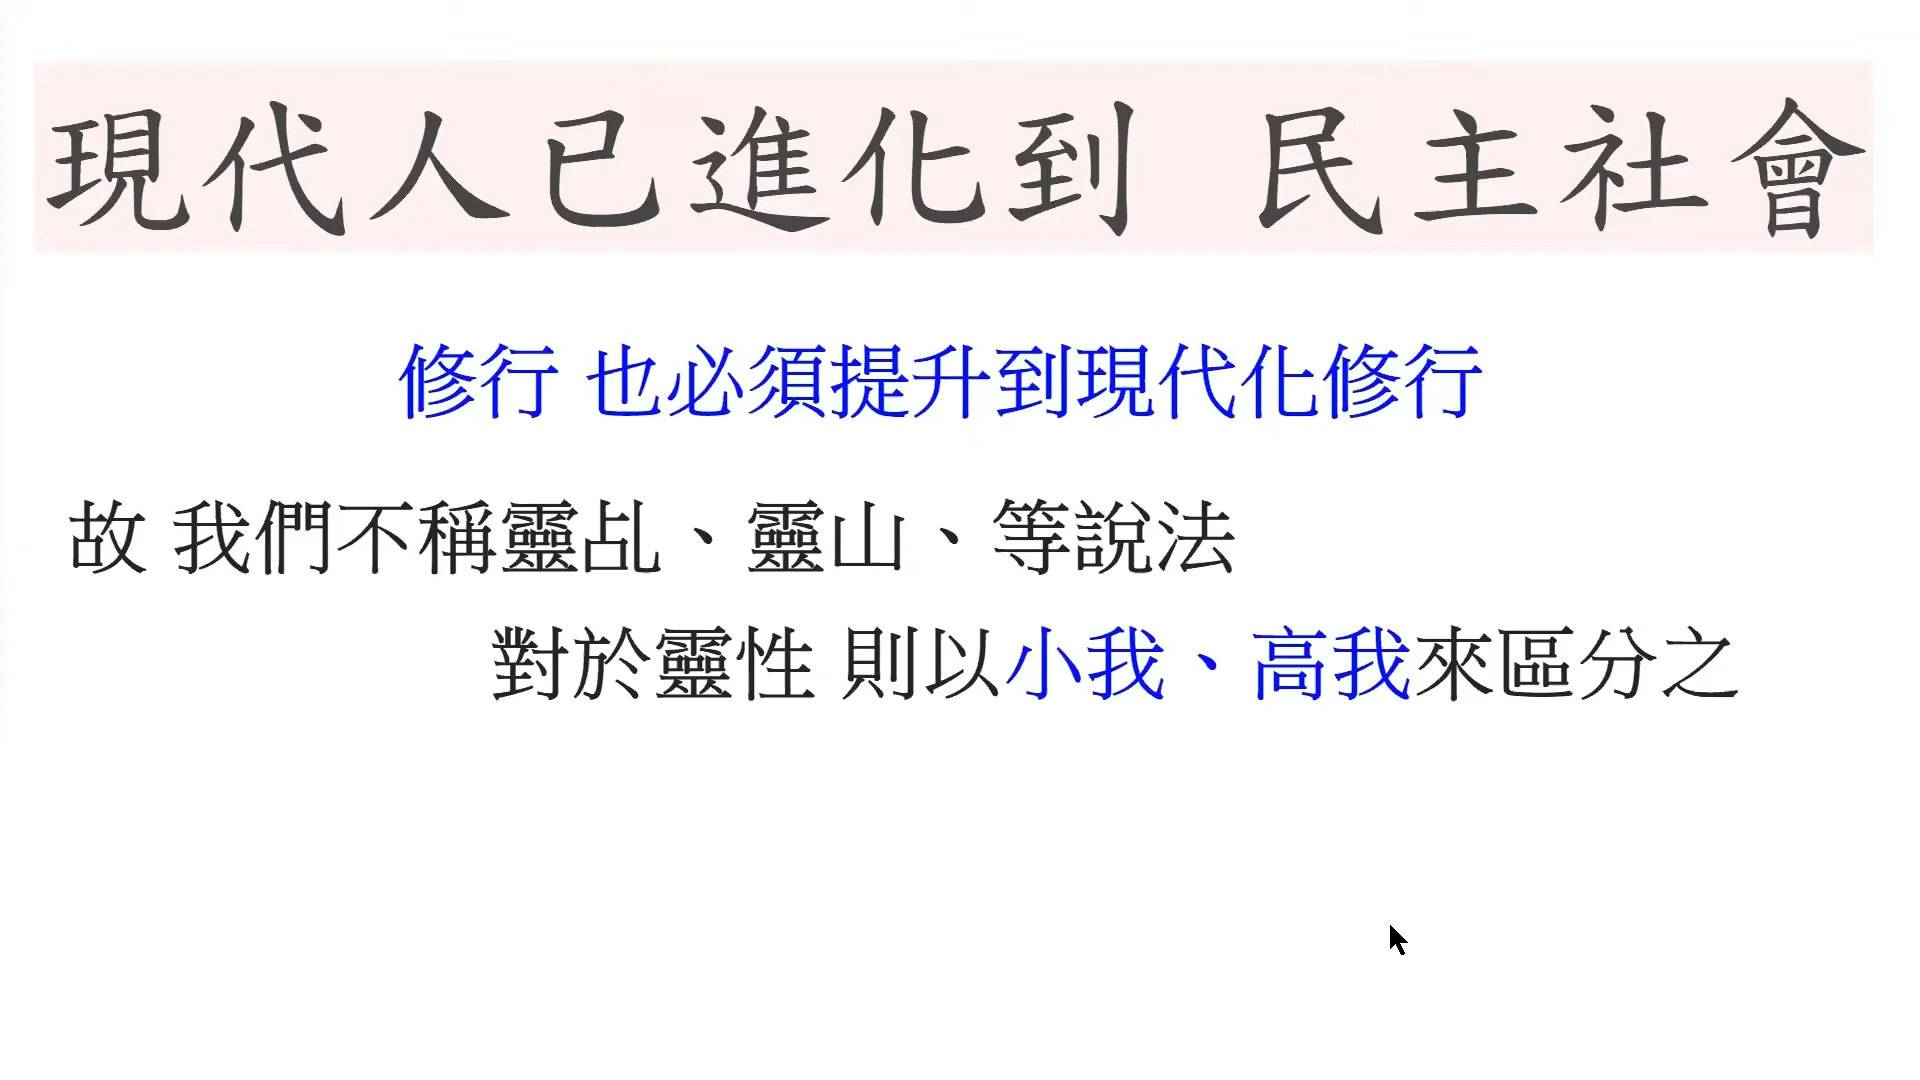 現代人已進化到 民主社會
修行 也必須提升到現代化修行
故 我們不稱靈乩、靈山、等說法
對於靈性 則以小我、高我來區分之